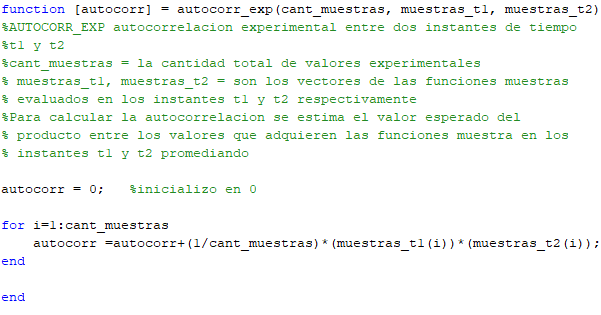 function [autocorr] = autocorr_exp(cant_muestras, muestras_t1, muestras_t2)
%AUTOCORR_EXP autocorrelacion experimental entre dos instantes de tiempo
%t1 y t2
%cant_muestras = la cantidad total de valores experimentales
% muestras_t1, muestras_t2 = son los vectores de las funciones muestras
% evaluados en los instantes t1 y t2 respectivamente
%Para calcular la autocorrelacion se estima el valor esperado del
% producto entre los valores que adquieren las funciones muestra en los
% instantes t1 y t2 promediando
autocorr = 0;   %inicializo en 0
for i=1:cant_muestras
    autocorr =autocorr+(1/cant_muestras)*(muestras_t1(i))*(muestras_t2(i));
end
end